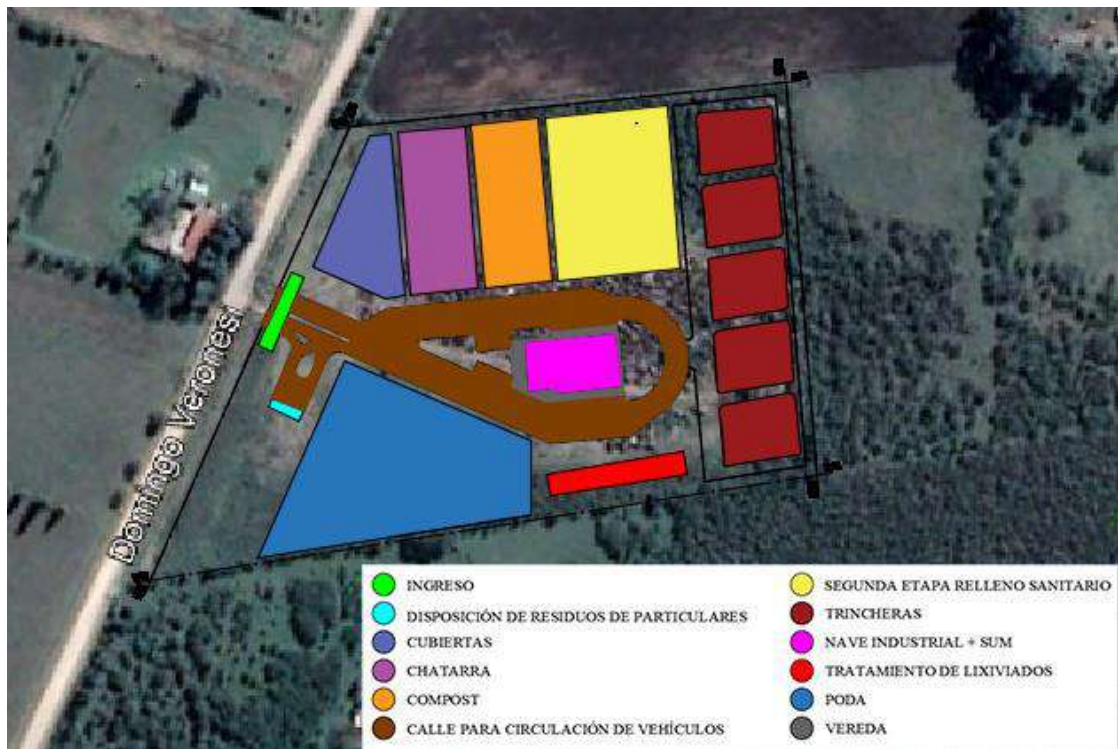 Domingo Veronesi
INGRESO
DISPOSICIÓN DE RESIDUOS DE PARTICULARES
CUBIERTAS
CHATARRA
COMPOST
CALLE PARA CIRCULACIÓN DE VEHÍCULOS
SEGUNDA ETAPA RELLENO SANITARIO
TRINCHERAS
NAVE INDUSTRIAL + SUM
TRATAMIENTO DE LIXIVIADOS
PODA
VEREDA